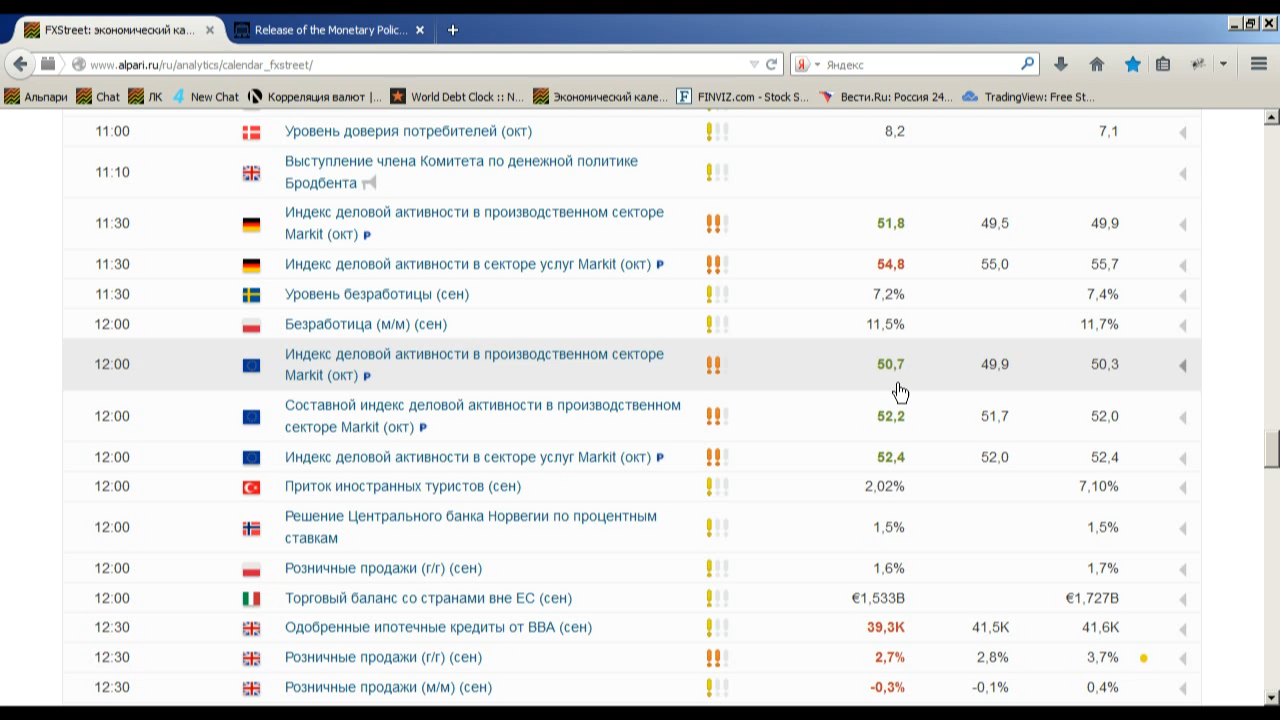 FXStreet: экономический ка...
Release of the Monetary Polic...
www.alpari.ru/ru/analytics/calendar_fxstreet/
Яндекс
Альпари
Chat
ЛК
New Chat
Корреляция валют |...
World Debt Clock :: N...
Экономический кале...
FINVIZ.com - Stock S...
Вести.Ru: Россия 24...
TradingView: Free St...
11:00 Уровень доверия потребителей (окт) 8,2 7,1
11:10 Выступление члена Комитета по денежной политике
Бродбента
11:30 Индекс деловой активности в производственном секторе
Markit (окт) P 51,8 49,5 49,9
11:30 Индекс деловой активности в секторе услуг Markit (окт) P 54,8 55,0 55,7
11:30 Уровень безработицы (сен) 7,2% 7,4%
12:00 Безработица (м/м) (сен) 11,5% 11,7%
12:00 Индекс деловой активности в производственном секторе
Markit (окт) P 50,7 49,9 50,3
12:00 Составной индекс деловой активности в производственном
секторе Markit (окт) P 52,2 51,7 52,0
12:00 Индекс деловой активности в секторе услуг Markit (окт) P 52,4 52,0 52,4
12:00 Приток иностранных туристов (сен) 2,02% 7,10%
12:00 Решение Центрального банка Норвегии по процентным
ставкам 1,5% 1,5%
12:00 Розничные продажи (г/г) (сен) 1,6% 1,7%
12:00 Торговый баланс со странами вне ЕС (сен) €1,533B €1,727B
12:30 Одобренные ипотечные кредиты от BBA (сен) 39,3K 41,5K 41,6K
12:30 Розничные продажи (г/г) (сен) 2,7% 2,8% 3,7%
12:30 Розничные продажи (м/м) (сен) -0,3% -0,1% 0,4%